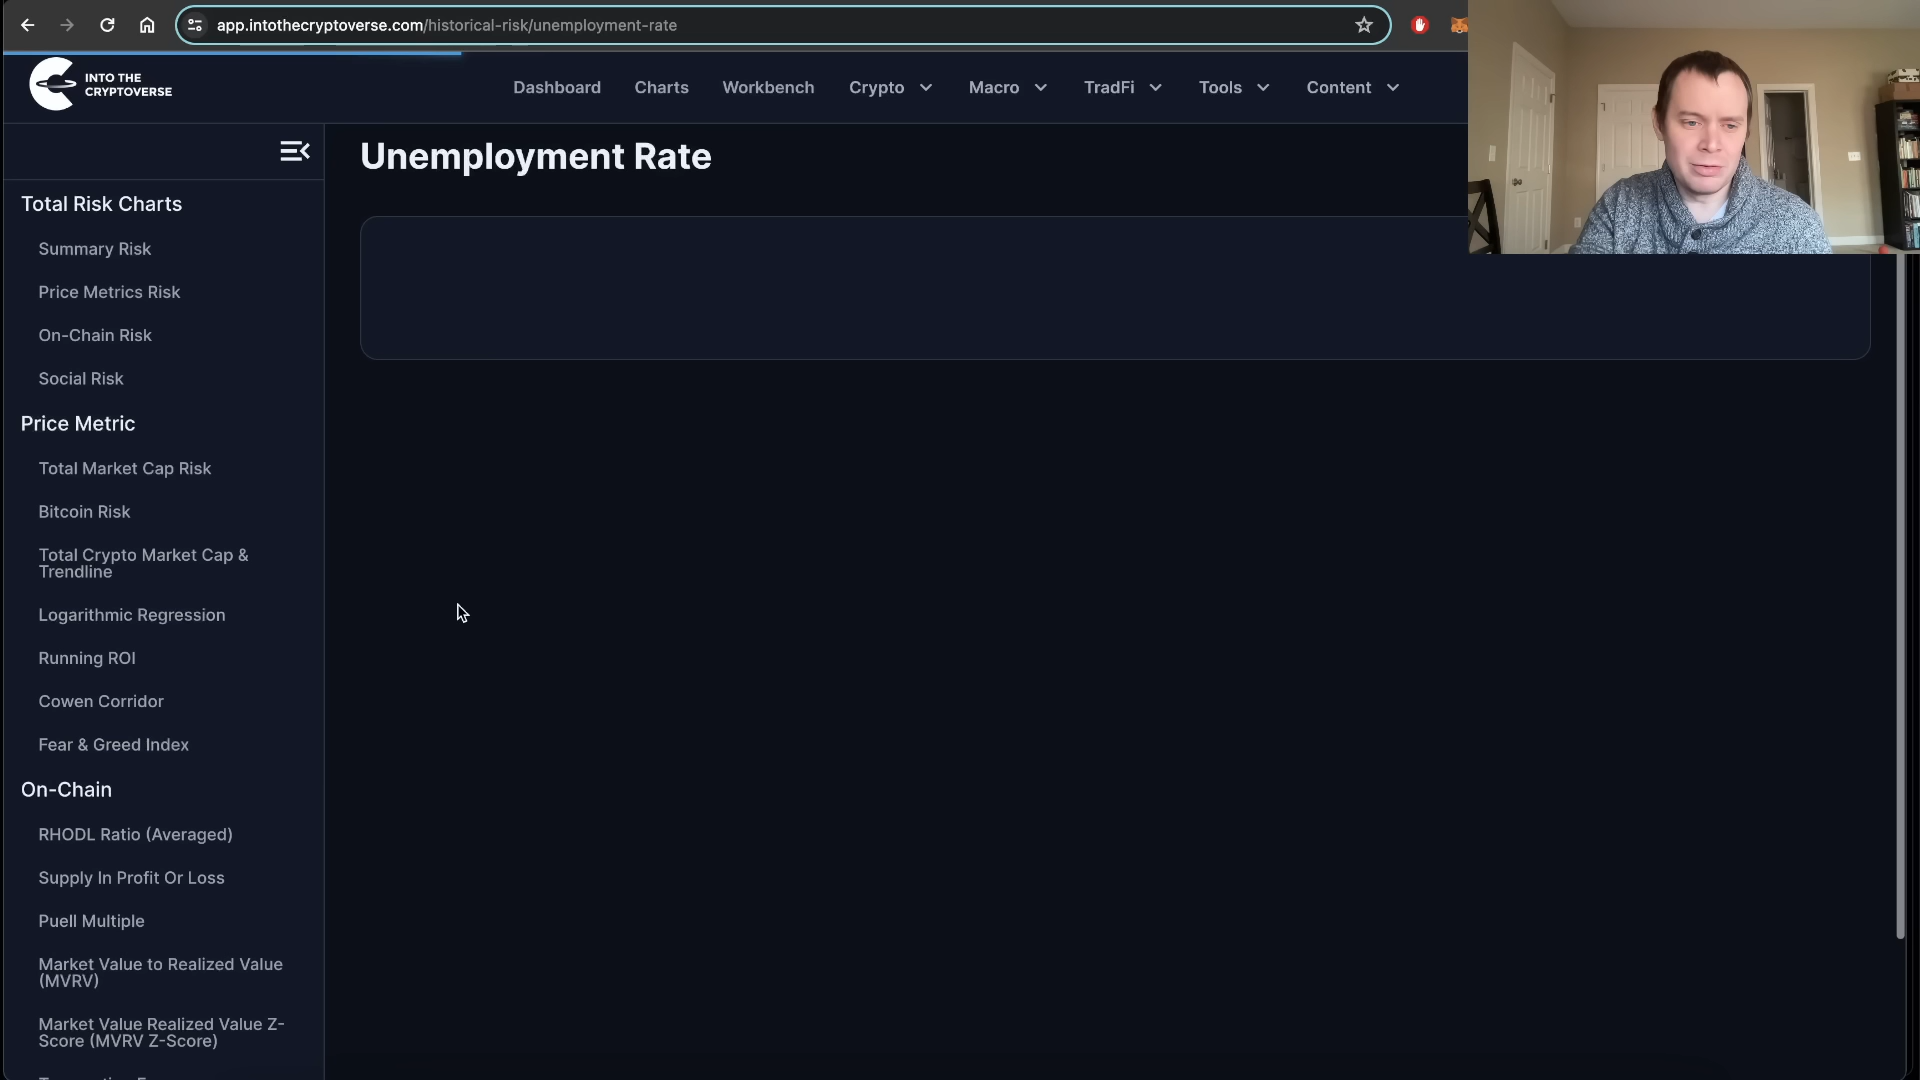 app.intothecryptoverse.com/historical-risk/unemployment-rate
INTO THE
CRYPTOVERSE
Dashboard
Charts
Workbench
Crypto
Macro
TradFi
Tools
Content
Unemployment Rate
Total Risk Charts
Summary Risk
Price Metrics Risk
On-Chain Risk
Social Risk
Price Metric
Total Market Cap Risk
Bitcoin Risk
Total Crypto Market Cap &
Trendline
Logarithmic Regression
Running ROI
Cowen Corridor
Fear & Greed Index
On-Chain
RHODL Ratio (Averaged)
Supply In Profit Or Loss
Puell Multiple
Market Value to Realized Value
(MVRV)
Market Value Realized Value Z-
Score (MVRV Z-Score)